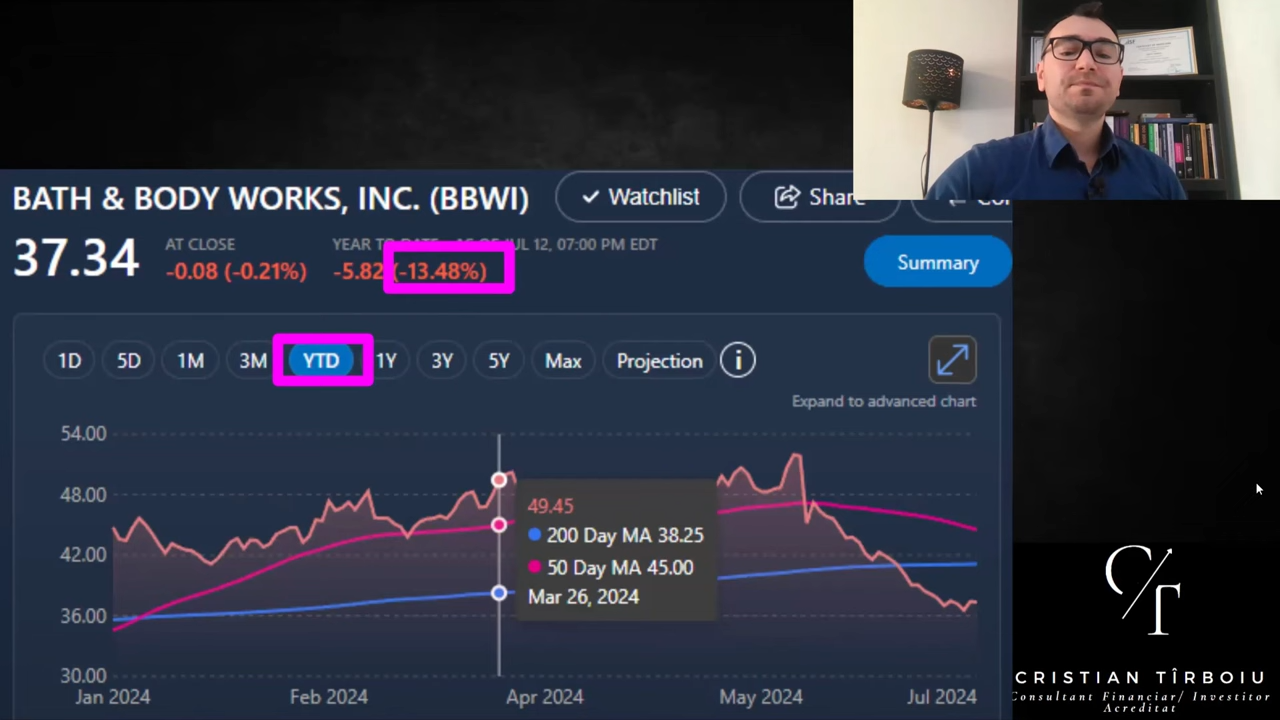 BATH & BODY WORKS, INC. (BBWI)
Watchlist
Share
37.34
AT CLOSE
-0.08 (-0.21%)
YEAR TO DATE
JUL 12, 07:00 PM EDT
-5.82 (-13.48%)
Summary
1D 5D 1M 3M YTD 1Y 3Y 5Y Max Projection i
Expand to advanced chart
54.00
48.00
42.00
36.00
30.00
49.45
200 Day MA 38.25
50 Day MA 45.00
Mar 26, 2024
Jan 2024 Feb 2024 Apr 2024 May 2024 Jul 2024
C/T
CRISTIAN TÎRBOIU
Consultant Financiar/ Investitor
Acreditat